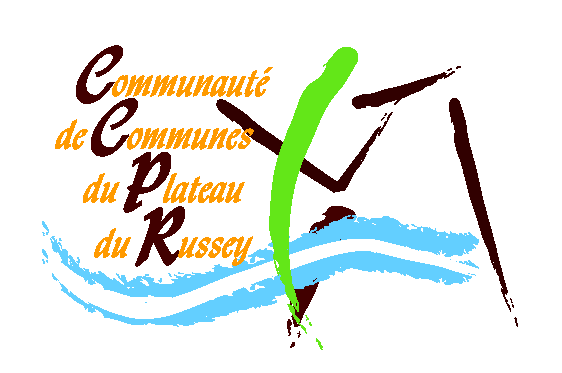 Communauté
de Communes
du Plateau
du Russey